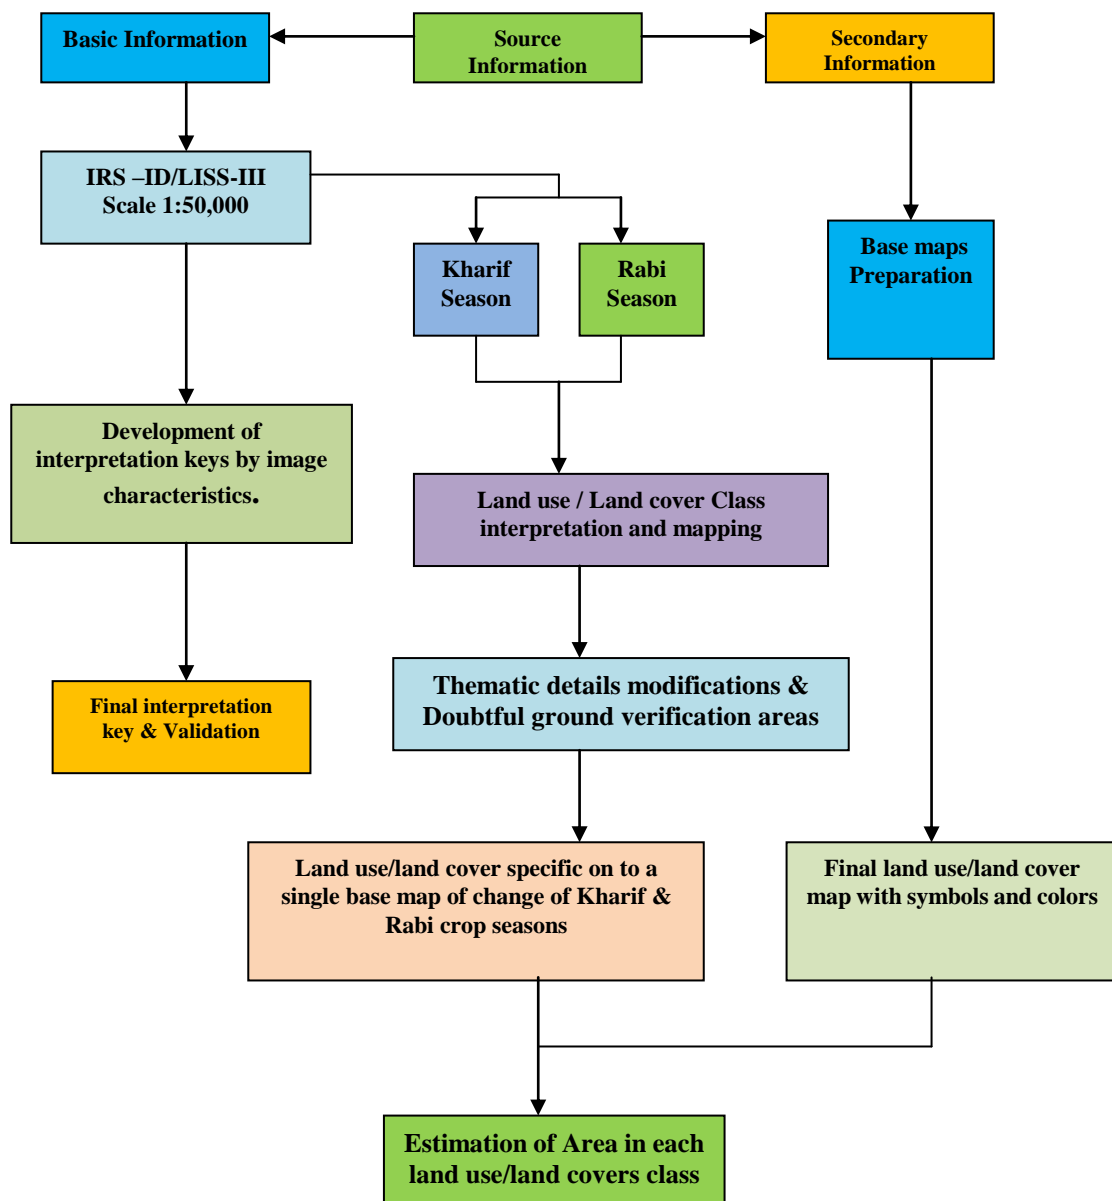 Basic Information
Source
Information
Secondary
Information
IRS –ID/LISS-III
Scale 1:50,000
Kharif
Season
Rabi
Season
Base maps
Preparation
Development of
interpretation keys by image
characteristics.
Land use / Land cover Class
interpretation and mapping
Final interpretation
key & Validation
Thematic details modifications &
Doubtful ground verification areas
Land use/land cover specific on to a
single base map of change of Kharif &
Rabi crop seasons
Final land use/land cover
map with symbols and colors
Estimation of Area in each
land use/land covers class